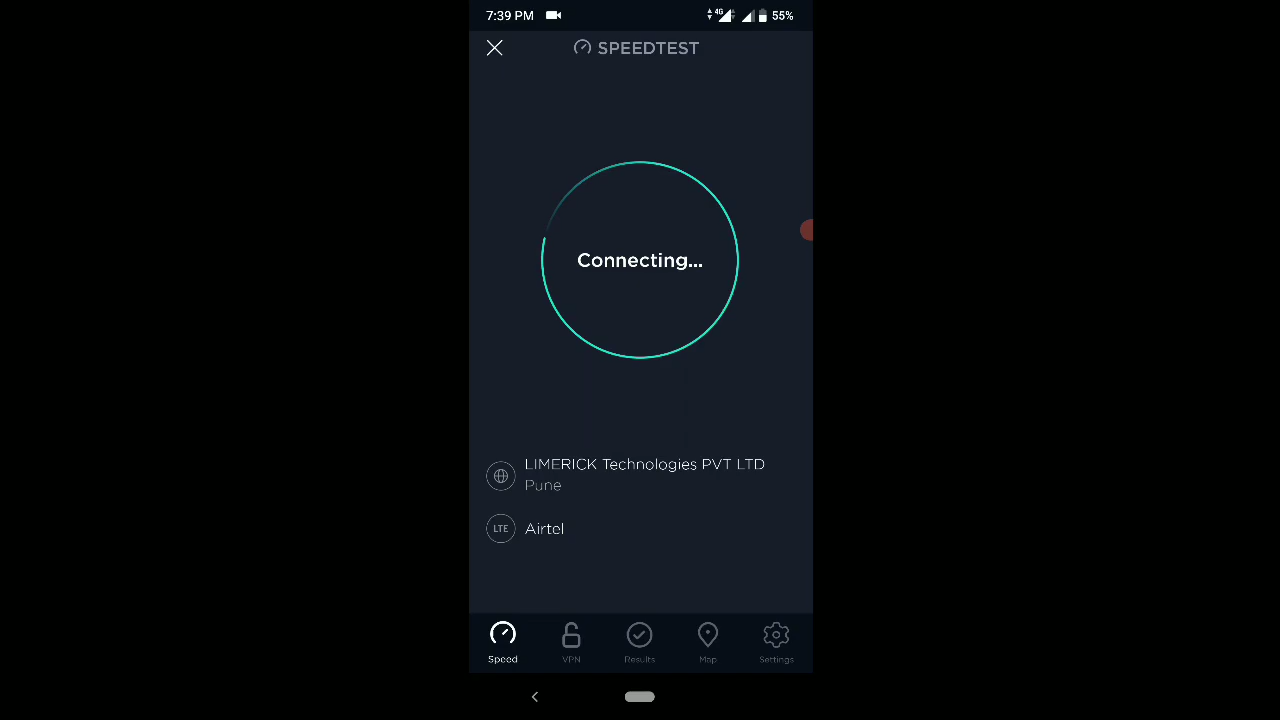 7:39 PM 4G 55%
SPEEDTEST
Connecting...
LIMERICK Technologies PVT LTD
Pune
LTE Airtel
Speed VPN Results Map Settings